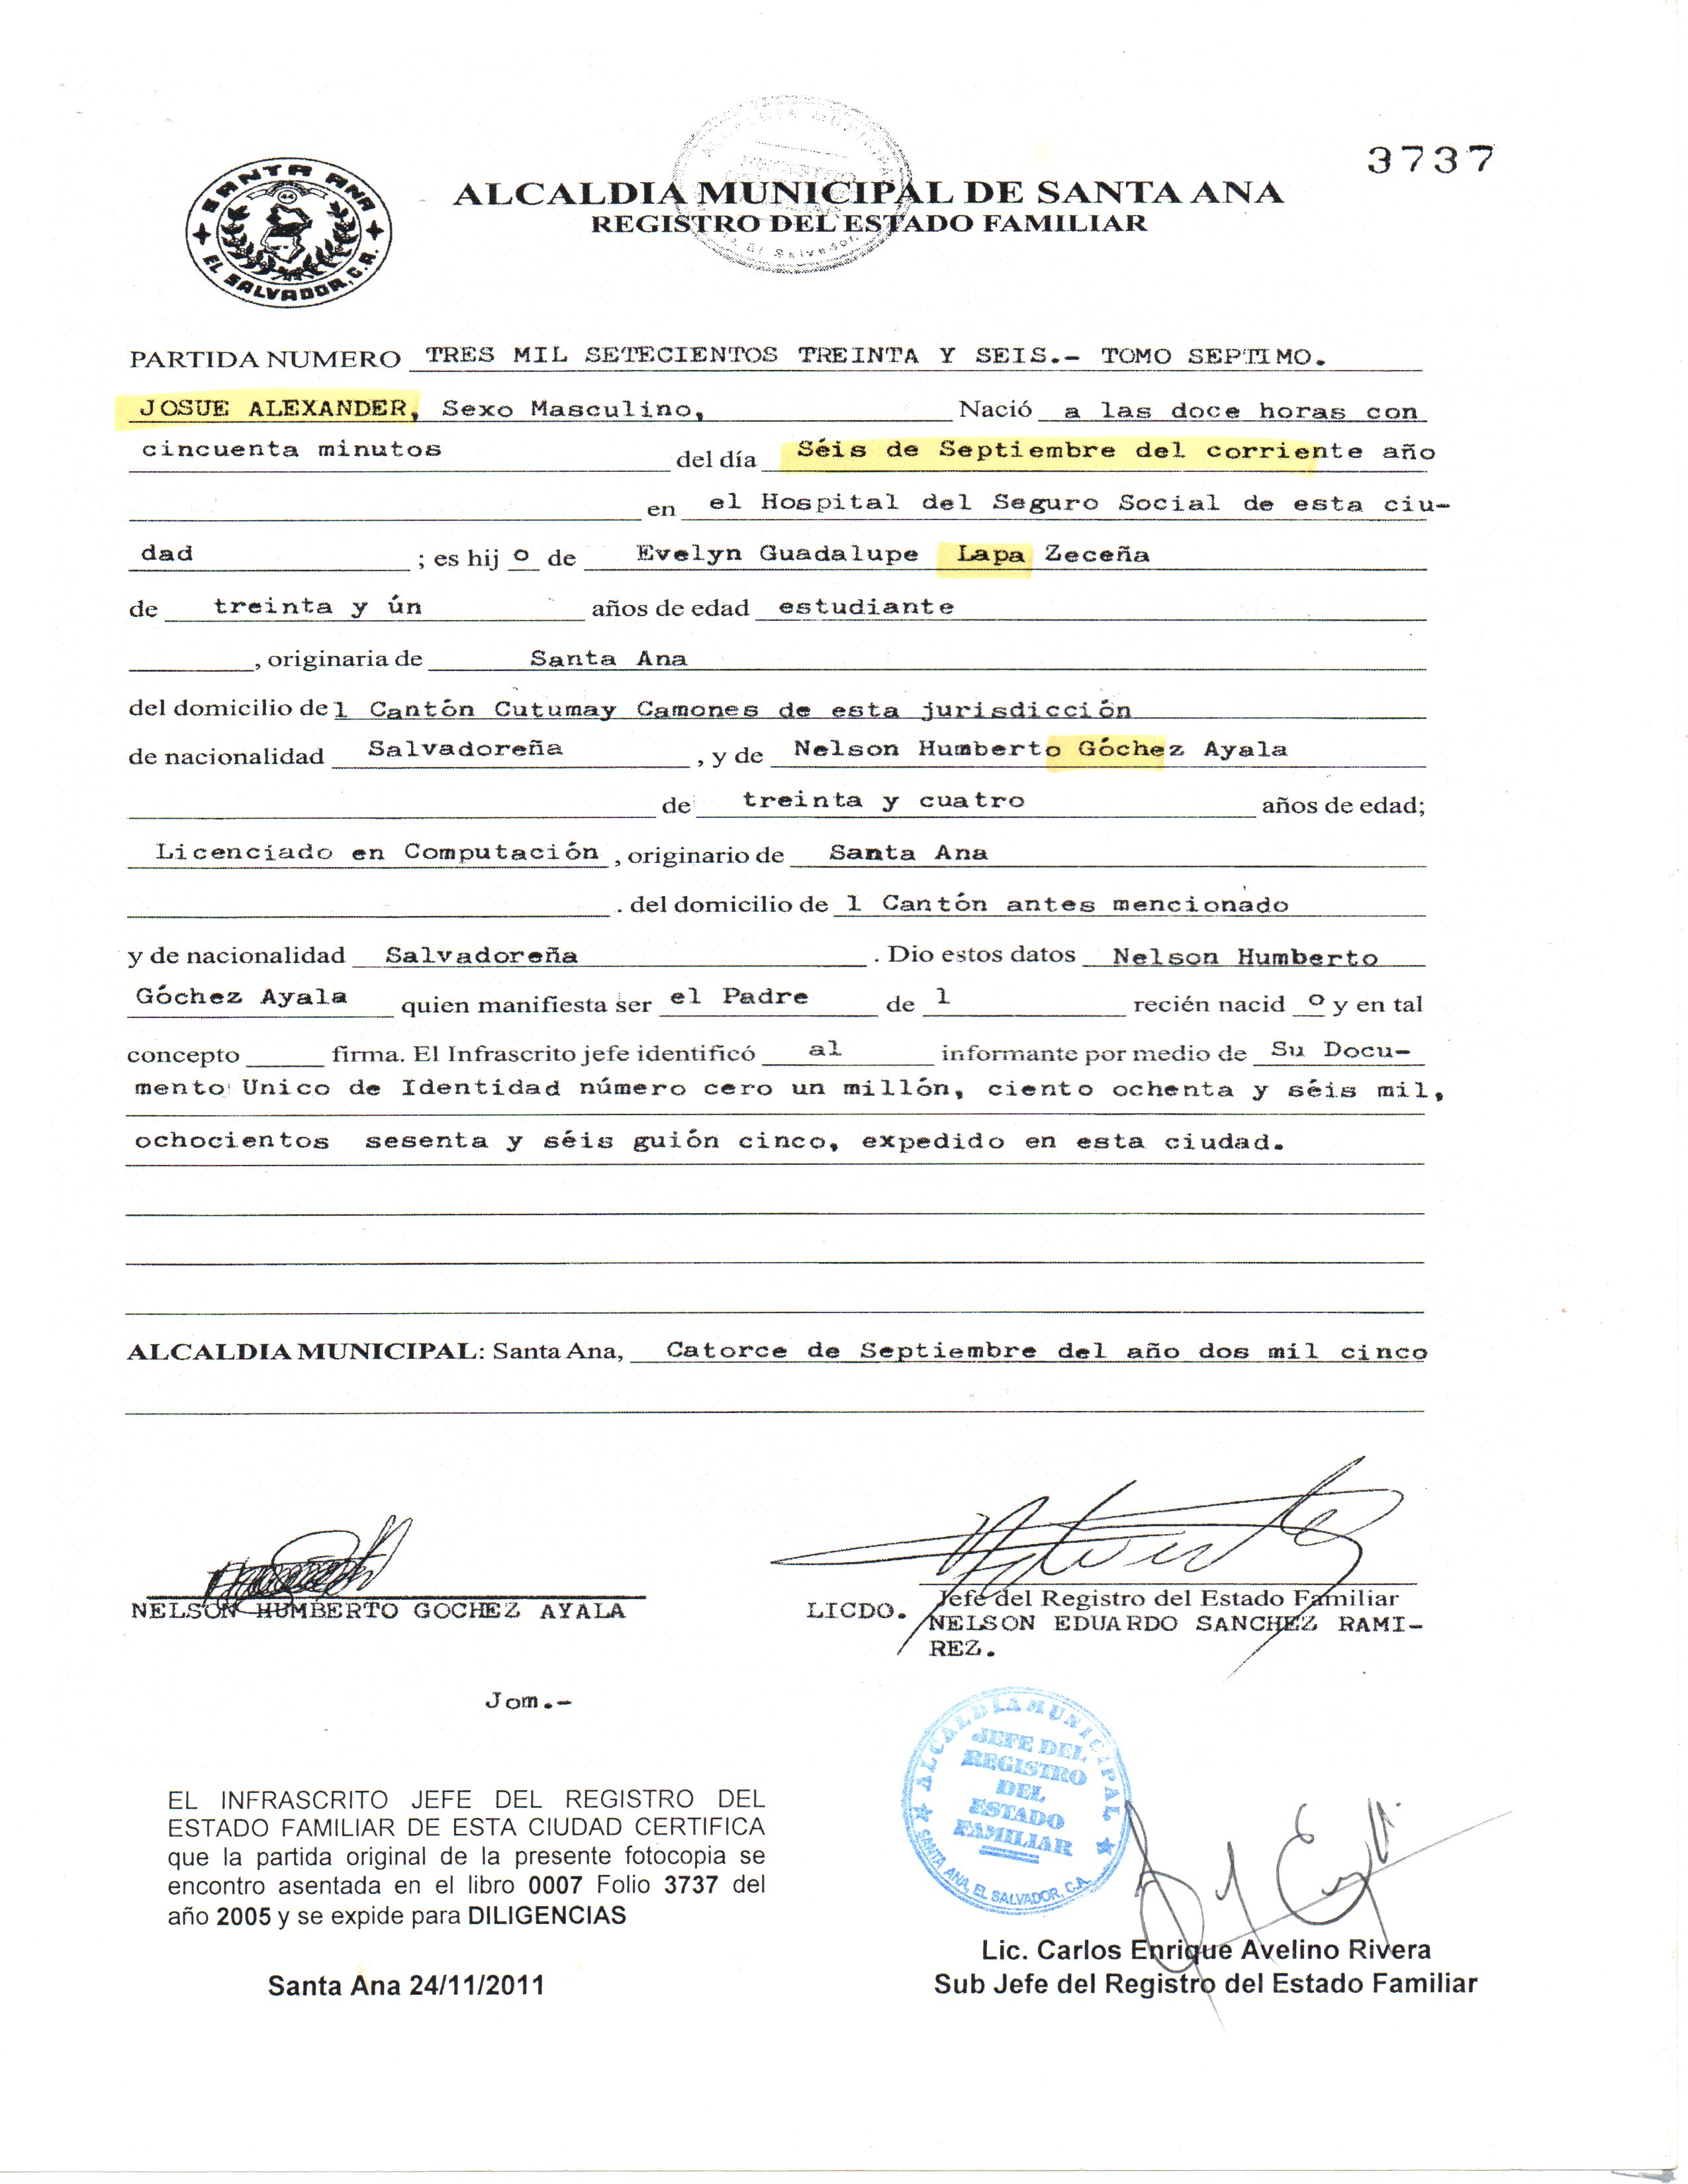 3737
SANTA ANA
EL SALVADOR, C.A.
ALCALDIA MUNICIPAL DE SANTA ANA
REGISTRO DEL ESTADO FAMILIAR
PARTIDA NUMERO TRES MIL SETECIENTOS TREINTA Y SEIS.- TOMO SEPTIMO.
JOSUE ALEXANDER, Sexo Masculino, Nació a las doce horas con
cincuenta minutos del día Séis de Septiembre del corriente año
en el Hospital del Seguro Social de esta ciu-
dad ; es hij o de Evelyn Guadalupe Lapa Zeceña
de treinta y ún años de edad estudiante
, originaria de Santa Ana
del domicilio de l Cantón Cutumay Camones de esta jurisdicción
de nacionalidad Salvadoreña , y de Nelson Humberto Góchez Ayala
de treinta y cuatro años de edad;
Licenciado en Computación , originario de Santa Ana
. del domicilio de l Cantón antes mencionado
y de nacionalidad Salvadoreña . Dio estos datos Nelson Humberto
Góchez Ayala quien manifiesta ser el Padre de l recién nacid o y en tal
concepto firma. El Infrascrito jefe identificó al informante por medio de Su Docu-
mento Unico de Identidad número cero un millón, ciento ochenta y séis mil,
ochocientos sesenta y séis guión cinco, expedido en esta ciudad.
ALCALDIA MUNICIPAL: Santa Ana, Catorce de Septiembre del año dos mil cinco
NELSON HUMBERTO GOCHEZ AYALA
LICDO. Jefe del Registro del Estado Familiar
NELSON EDUARDO SANCHEZ RAMI-
REZ.
Jom.-
ALCALDIA MUNICIPAL
JEFE DEL
REGISTRO
DEL
ESTADO
FAMILIAR
SANTA ANA, EL SALVADOR, C.A.
EL INFRASCRITO JEFE DEL REGISTRO DEL
ESTADO FAMILIAR DE ESTA CIUDAD CERTIFICA
que la partida original de la presente fotocopia se
encontro asentada en el libro 0007 Folio 3737 del
año 2005 y se expide para DILIGENCIAS
Santa Ana 24/11/2011
Lic. Carlos Enrique Avelino Rivera
Sub Jefe del Registro del Estado Familiar